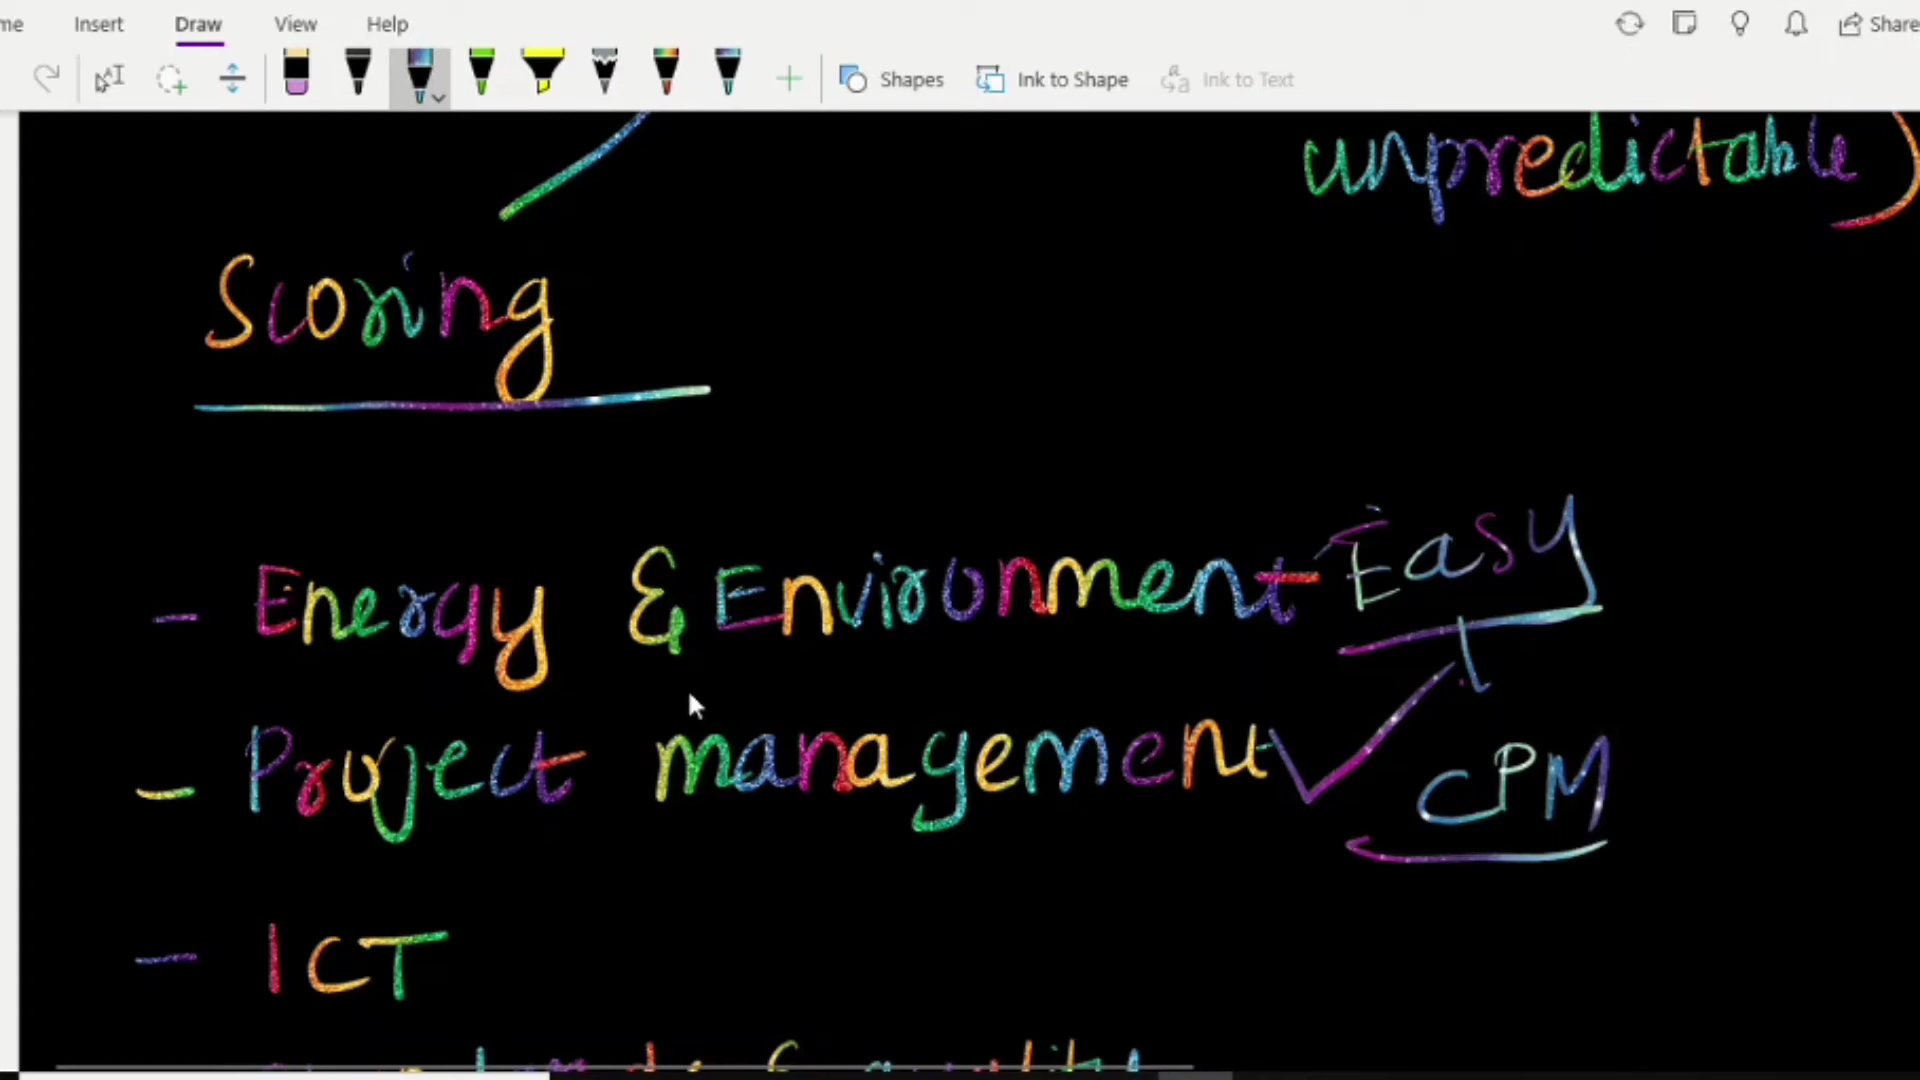 me Insert Draw View Help Share
Shapes Ink to Shape Ink to Text
unpredictable)
Scoring
- Energy & Environment - Easy
- Project management ✓ CPM
- ICT